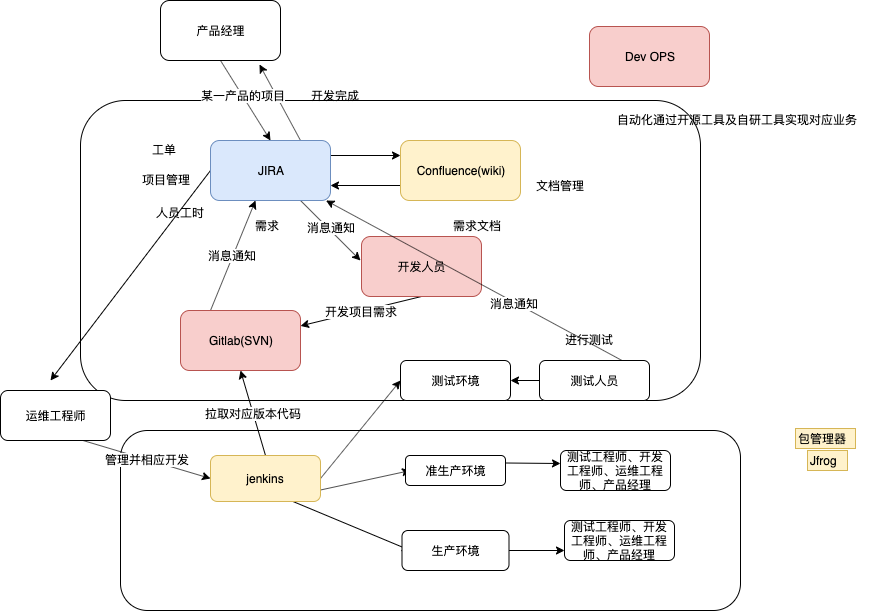 产品经理
Dev OPS
某一产品的项目
开发完成
自动化通过开源工具及自研工具实现对应业务
工单
JIRA
Confluence(wiki)
项目管理
文档管理
人员工时
需求
消息通知
需求文档
消息通知
开发人员
消息通知
开发项目需求
Gitlab(SVN)
进行测试
测试环境
测试人员
运维工程师
拉取对应版本代码
管理并相应开发
jenkins
准生产环境
测试工程师、开发
工程师、运维工程
师、产品经理
包管理器
Jfrog
生产环境
测试工程师、开发
工程师、运维工程
师、产品经理